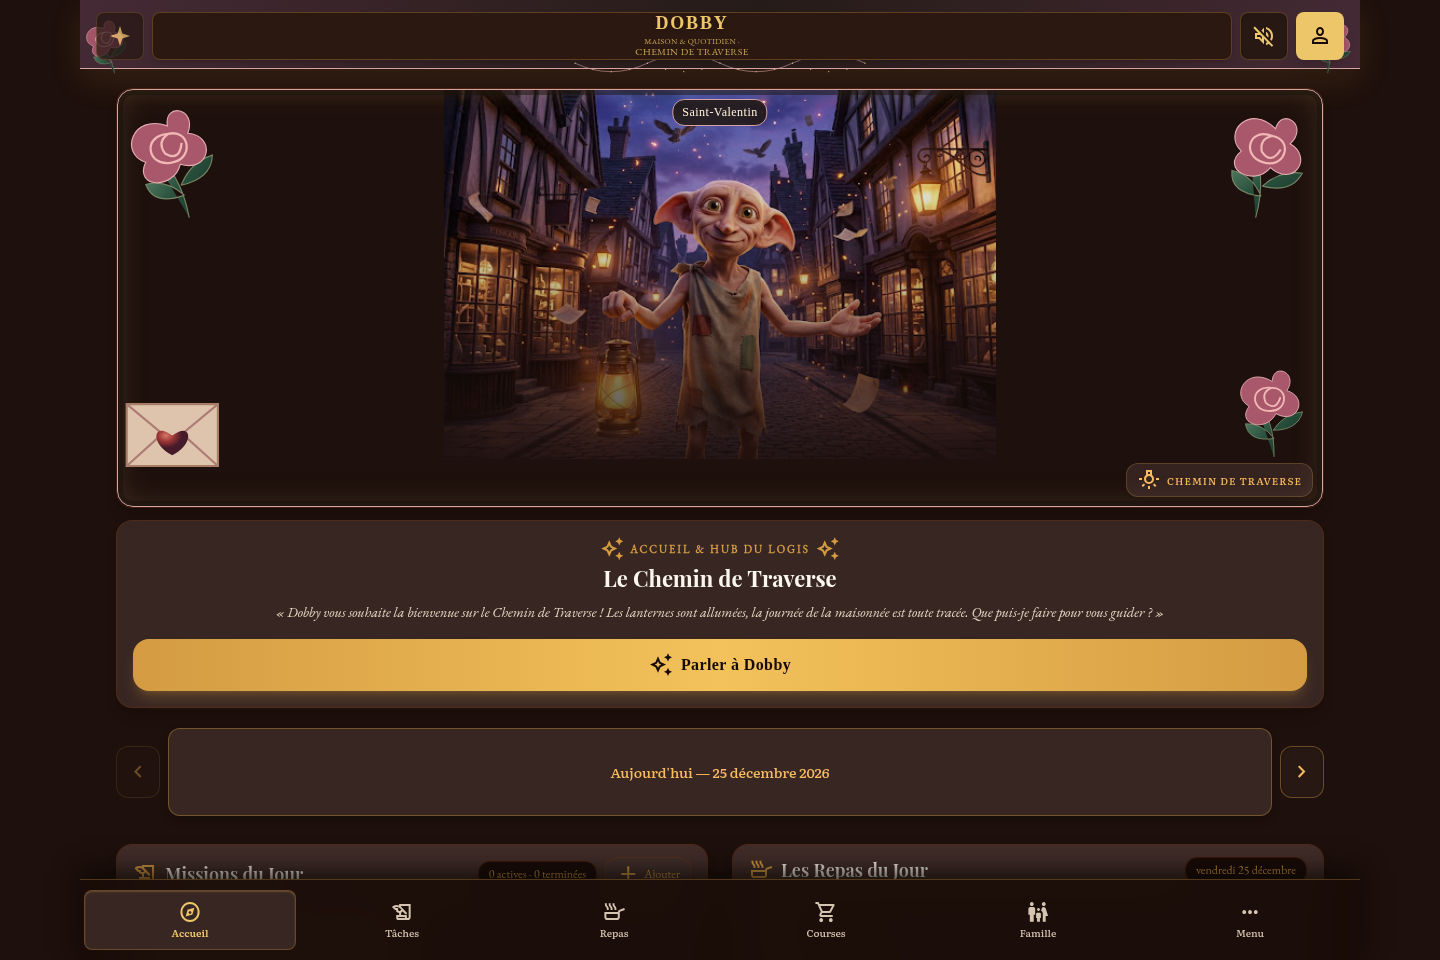 DOBBY
MAISON & QUOTIDIEN ·
CHEMIN DE TRAVERSE
Saint-Valentin
CHEMIN DE TRAVERSE
ACCUEIL & HUB DU LOGIS
Le Chemin de Traverse
« Dobby vous souhaite la bienvenue sur le Chemin de Traverse ! Les lanternes sont allumées, la journée de la maisonnée est toute tracée. Que puis-je faire pour vous guider ? »
Parler à Dobby
Aujourd'hui — 25 décembre 2026
Missions du Jour
0 actives · 0 terminées
Ajouter
Les Repas du Jour
vendredi 25 décembre
Accueil
Tâches
Repas
Courses
Famille
Menu